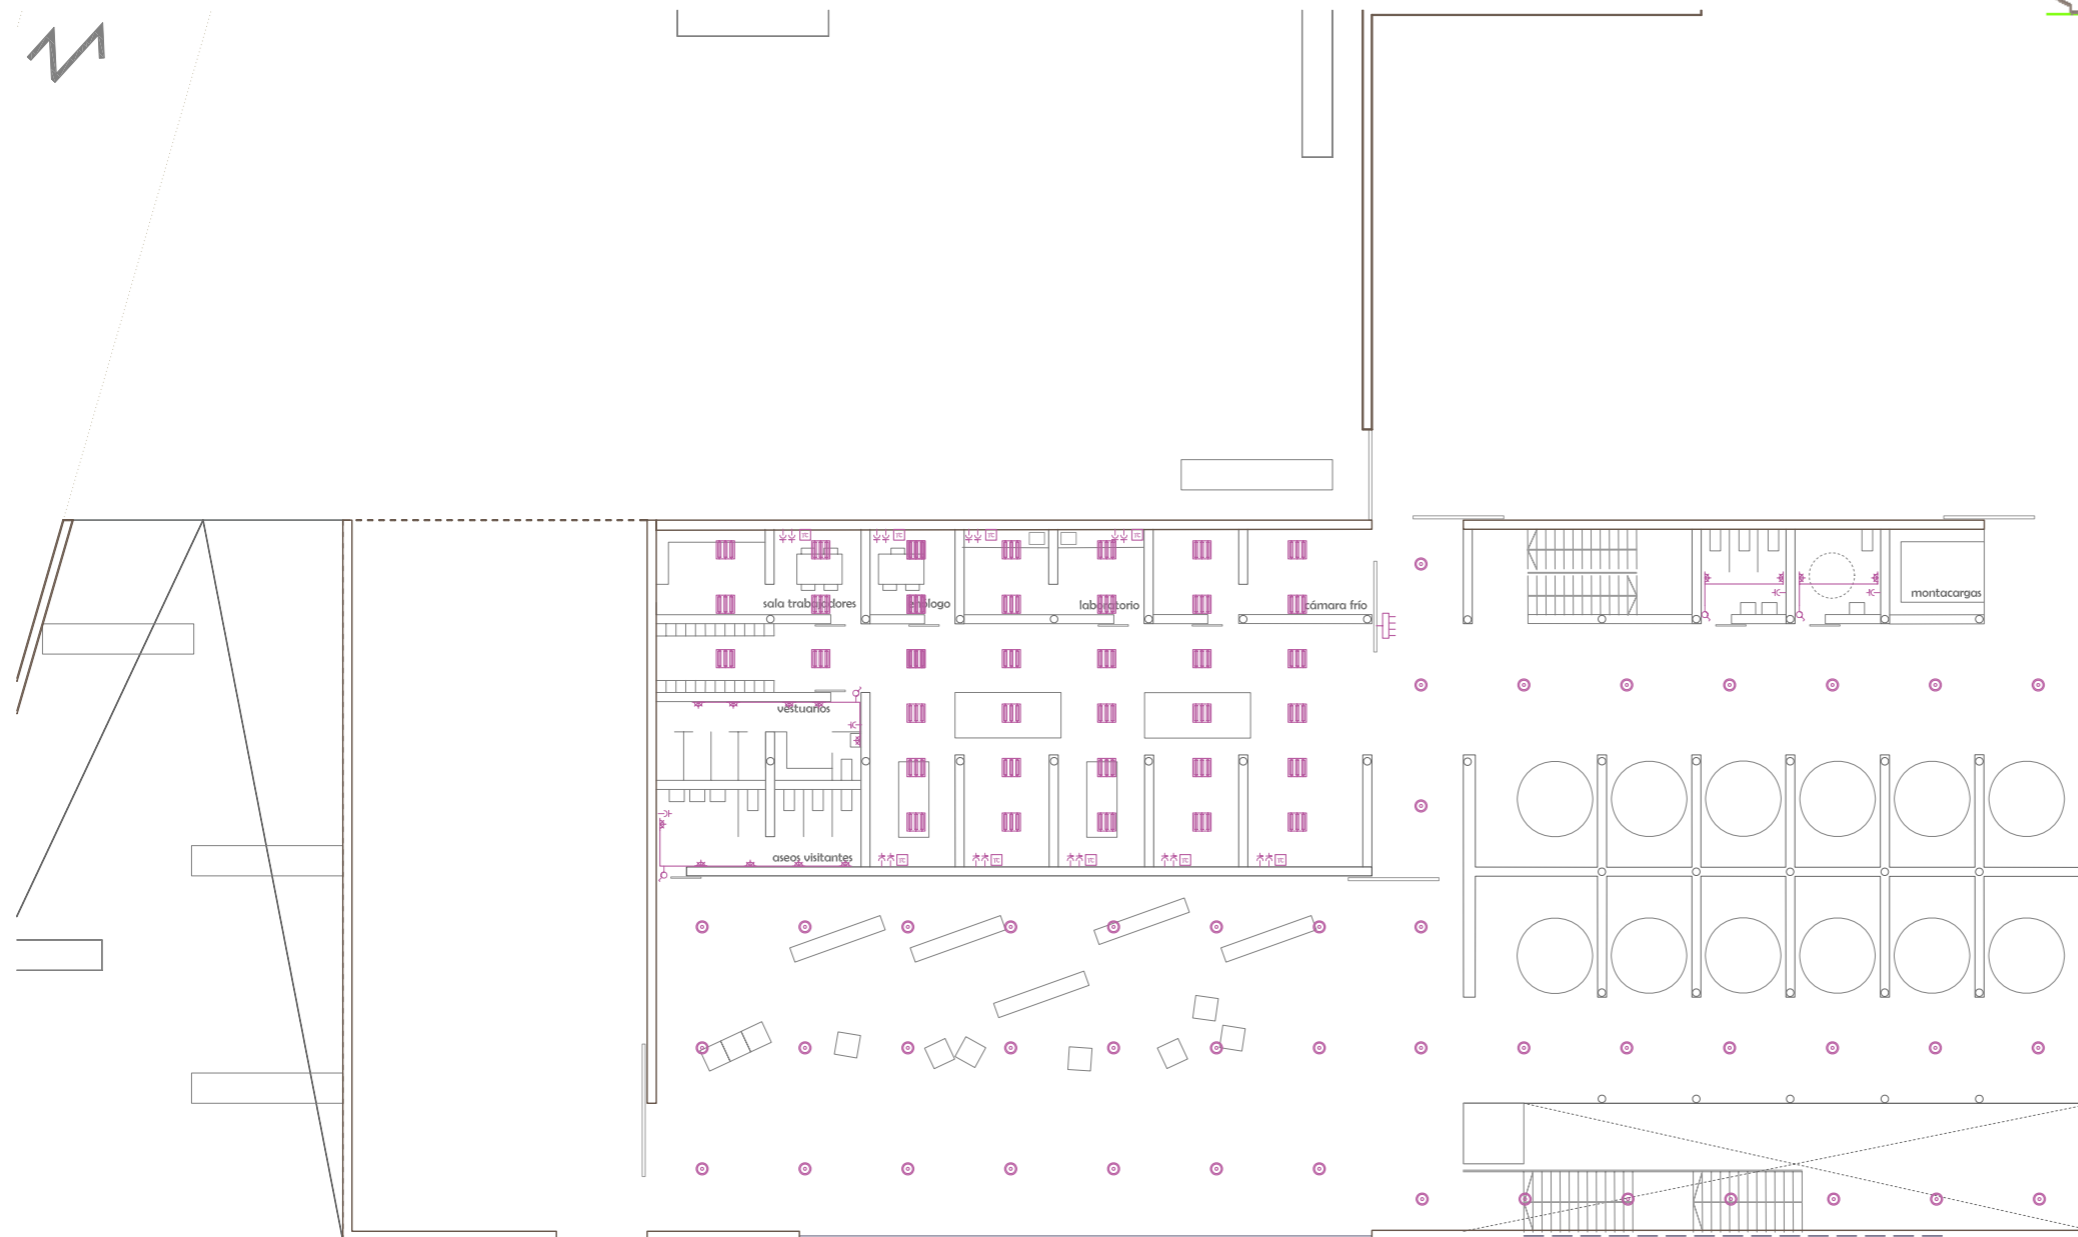 sala trabajadores
enólogo
laboratorio
cámara frío
montacargas
vestuarios
aseos visitantes